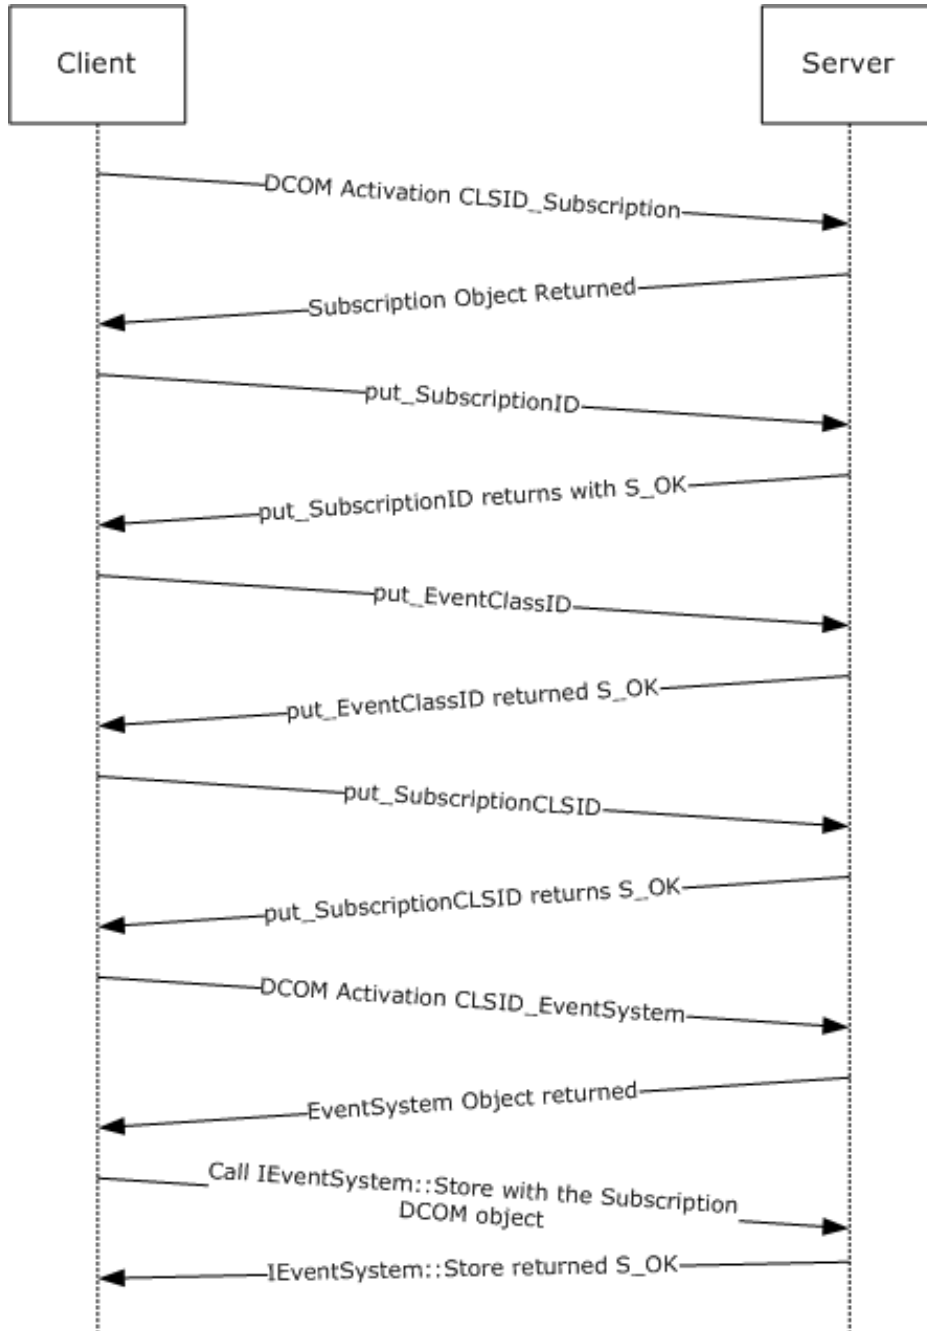 Client
Server
DCOM Activation CLSID_Subscription
Subscription Object Returned
put_SubscriptionID
put_SubscriptionID returns with S_OK
put_EventClassID
put_EventClassID returned S_OK
put_SubscriptionCLSID
put_SubscriptionCLSID returns S_OK
DCOM Activation CLSID_EventSystem
EventSystem Object returned
Call IEventSystem::Store with the Subscription
DCOM object
IEventSystem::Store returned S_OK